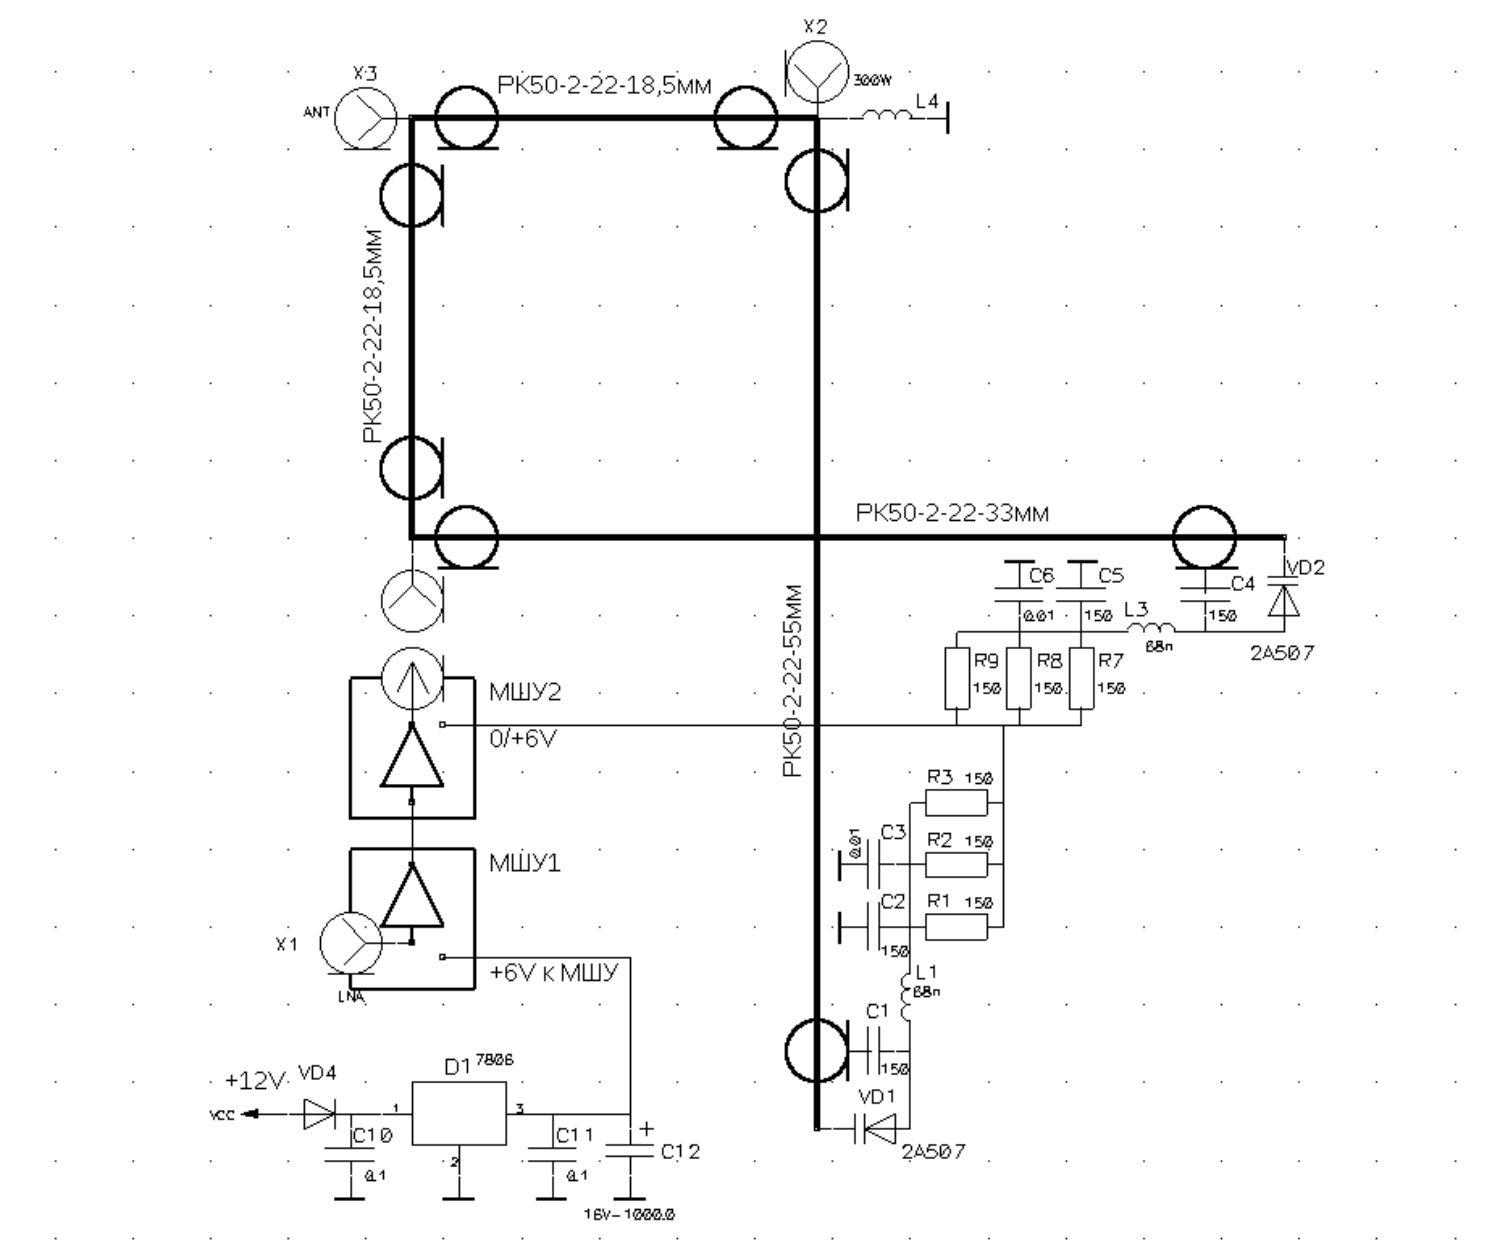 X2
X3
PK50-2-22-18,5мм
300W
L4
ANT
PK50-2-22-18,5мм
PK50-2-22-33мм
C6
C5
C4
VD2
0.01
150
L3
150
68n
2A507
R9
R8
R7
150
150
150
PK50-2-22-55мм
МШУ2
0/+6V
R3 150
C3
0.01
R2 150
C2
R1 150
150
МШУ1
X1
+6V к МШУ
LNA
L1
68n
C1
150
VD1
2A507
+12V
VD4
D1 7806
VCC
1
3
2
C10
0.1
C11
0.1
+
C12
16V-1000.0